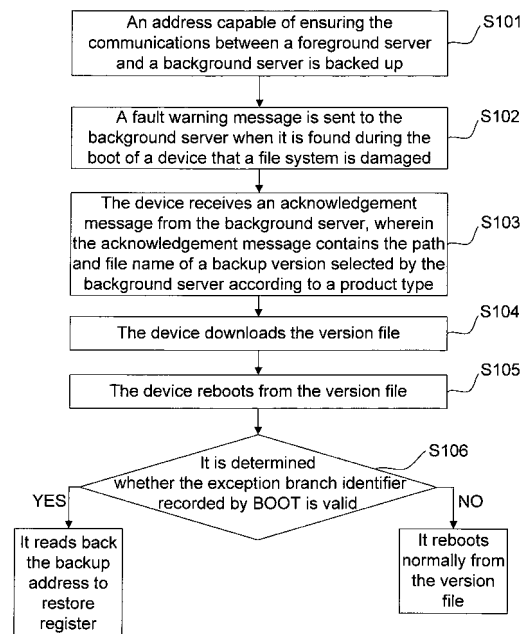 An address capable of ensuring the
communications between a foreground server
and a background server is backed up
S101
A fault warning message is sent to the
background server when it is found during the
boot of a device that a file system is damaged
S102
The device receives an acknowledgement
message from the background server, wherein
the acknowledgement message contains the path
and file name of a backup version selected by the
background server according to a product type
S103
The device downloads the version file
S104
The device reboots from the version file
S105
It is determined
whether the exception branch identifier
recorded by BOOT is valid
S106
YES
NO
It reads back
the backup
address to
restore
register
It reboots
normally from
the version
file